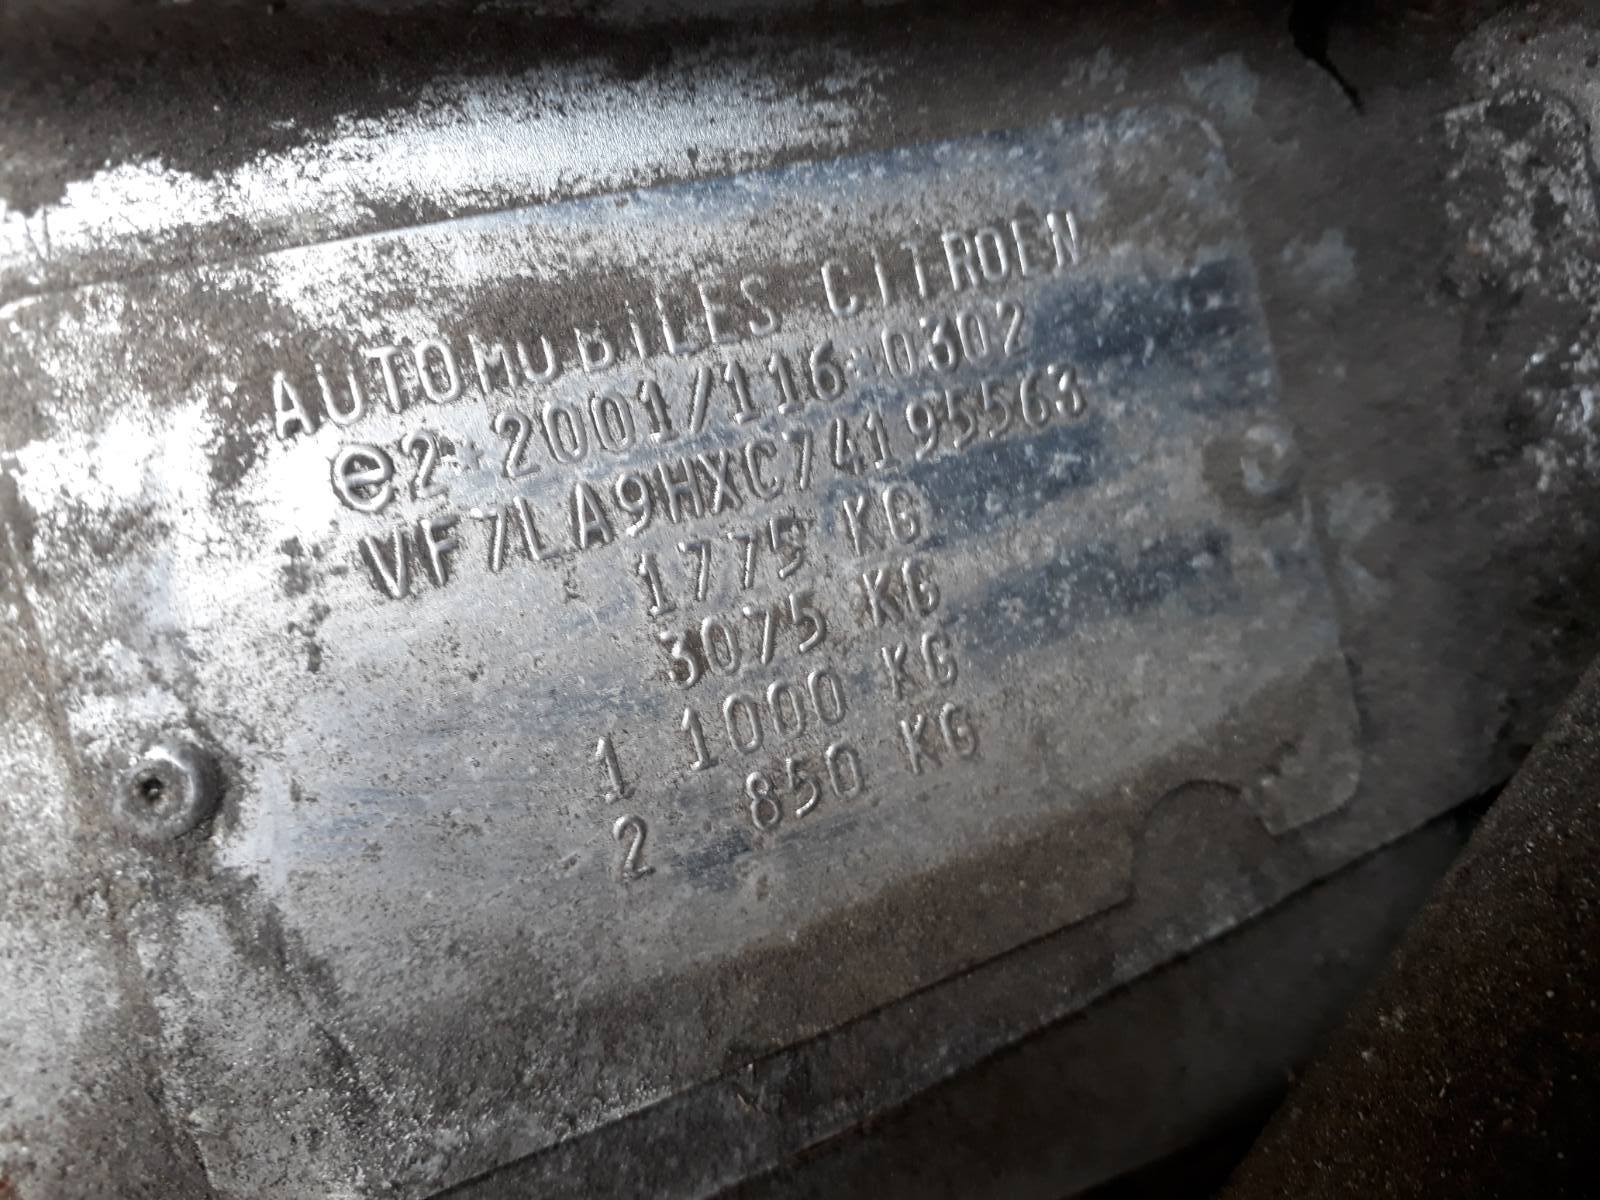 AUTOMOBiLES CiTROEN
e2*2001/116*0302
VF7LA9HXC74195563
1775 KG
3075 KG
1 1000 KG
2 850 KG